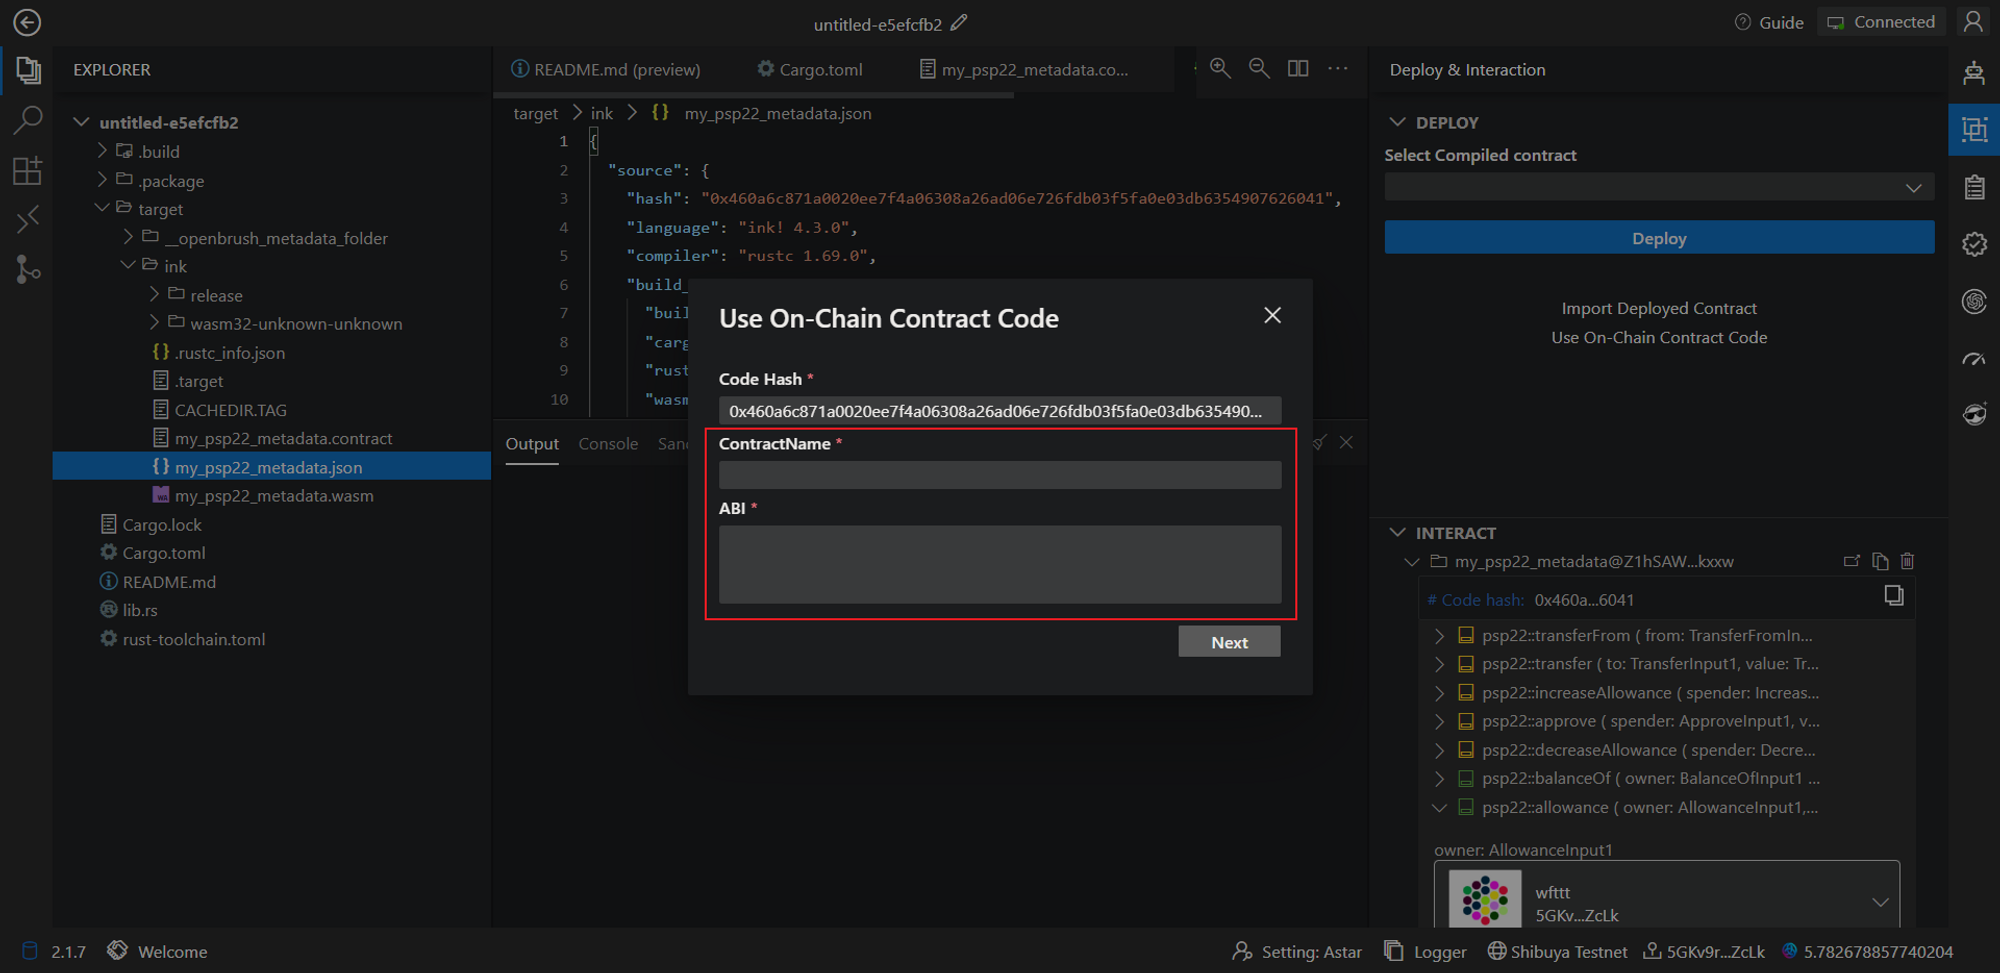 untitled-e5efcfb2
Guide
Connected
EXPLORER
README.md (preview)
Cargo.toml
my_psp22_metadata.co...
Deploy & Interaction
untitled-e5efcfb2
.build
.package
target
__openbrush_metadata_folder
ink
release
wasm32-unknown-unknown
.rustc_info.json
.target
CACHEDIR.TAG
my_psp22_metadata.contract
my_psp22_metadata.json
my_psp22_metadata.wasm
Cargo.lock
Cargo.toml
README.md
lib.rs
rust-toolchain.toml
target > ink > {} my_psp22_metadata.json
1 {
2 "source": {
3 "hash": "0x460a6c871a0020ee7f4a06308a26ad06e726fdb03f5fa0e03db6354907626041",
4 "language": "ink! 4.3.0",
5 "compiler": "rustc 1.69.0",
6 "build_
7 "buil
8 "carg
9 "rust
10 "wasm
Output
Console
San
Use On-Chain Contract Code
Code Hash *
0x460a6c871a0020ee7f4a06308a26ad06e726fdb03f5fa0e03db635490...
ContractName *
ABI *
Next
DEPLOY
Select Compiled contract
Deploy
Import Deployed Contract
Use On-Chain Contract Code
INTERACT
my_psp22_metadata@Z1hSAW...kxxw
# Code hash: 0x460a...6041
psp22::transferFrom ( from: TransferFromIn...
psp22::transfer ( to: TransferInput1, value: Tr...
psp22::increaseAllowance ( spender: Increas...
psp22::approve ( spender: ApproveInput1, v...
psp22::decreaseAllowance ( spender: Decre...
psp22::balanceOf ( owner: BalanceOfInput1 ...
psp22::allowance ( owner: AllowanceInput1,...
owner: AllowanceInput1
wfttt
5GKv...ZcLk
2.1.7
Welcome
Setting: Astar
Logger
Shibuya Testnet
5GKv9r...ZcLk
5.782678857740204